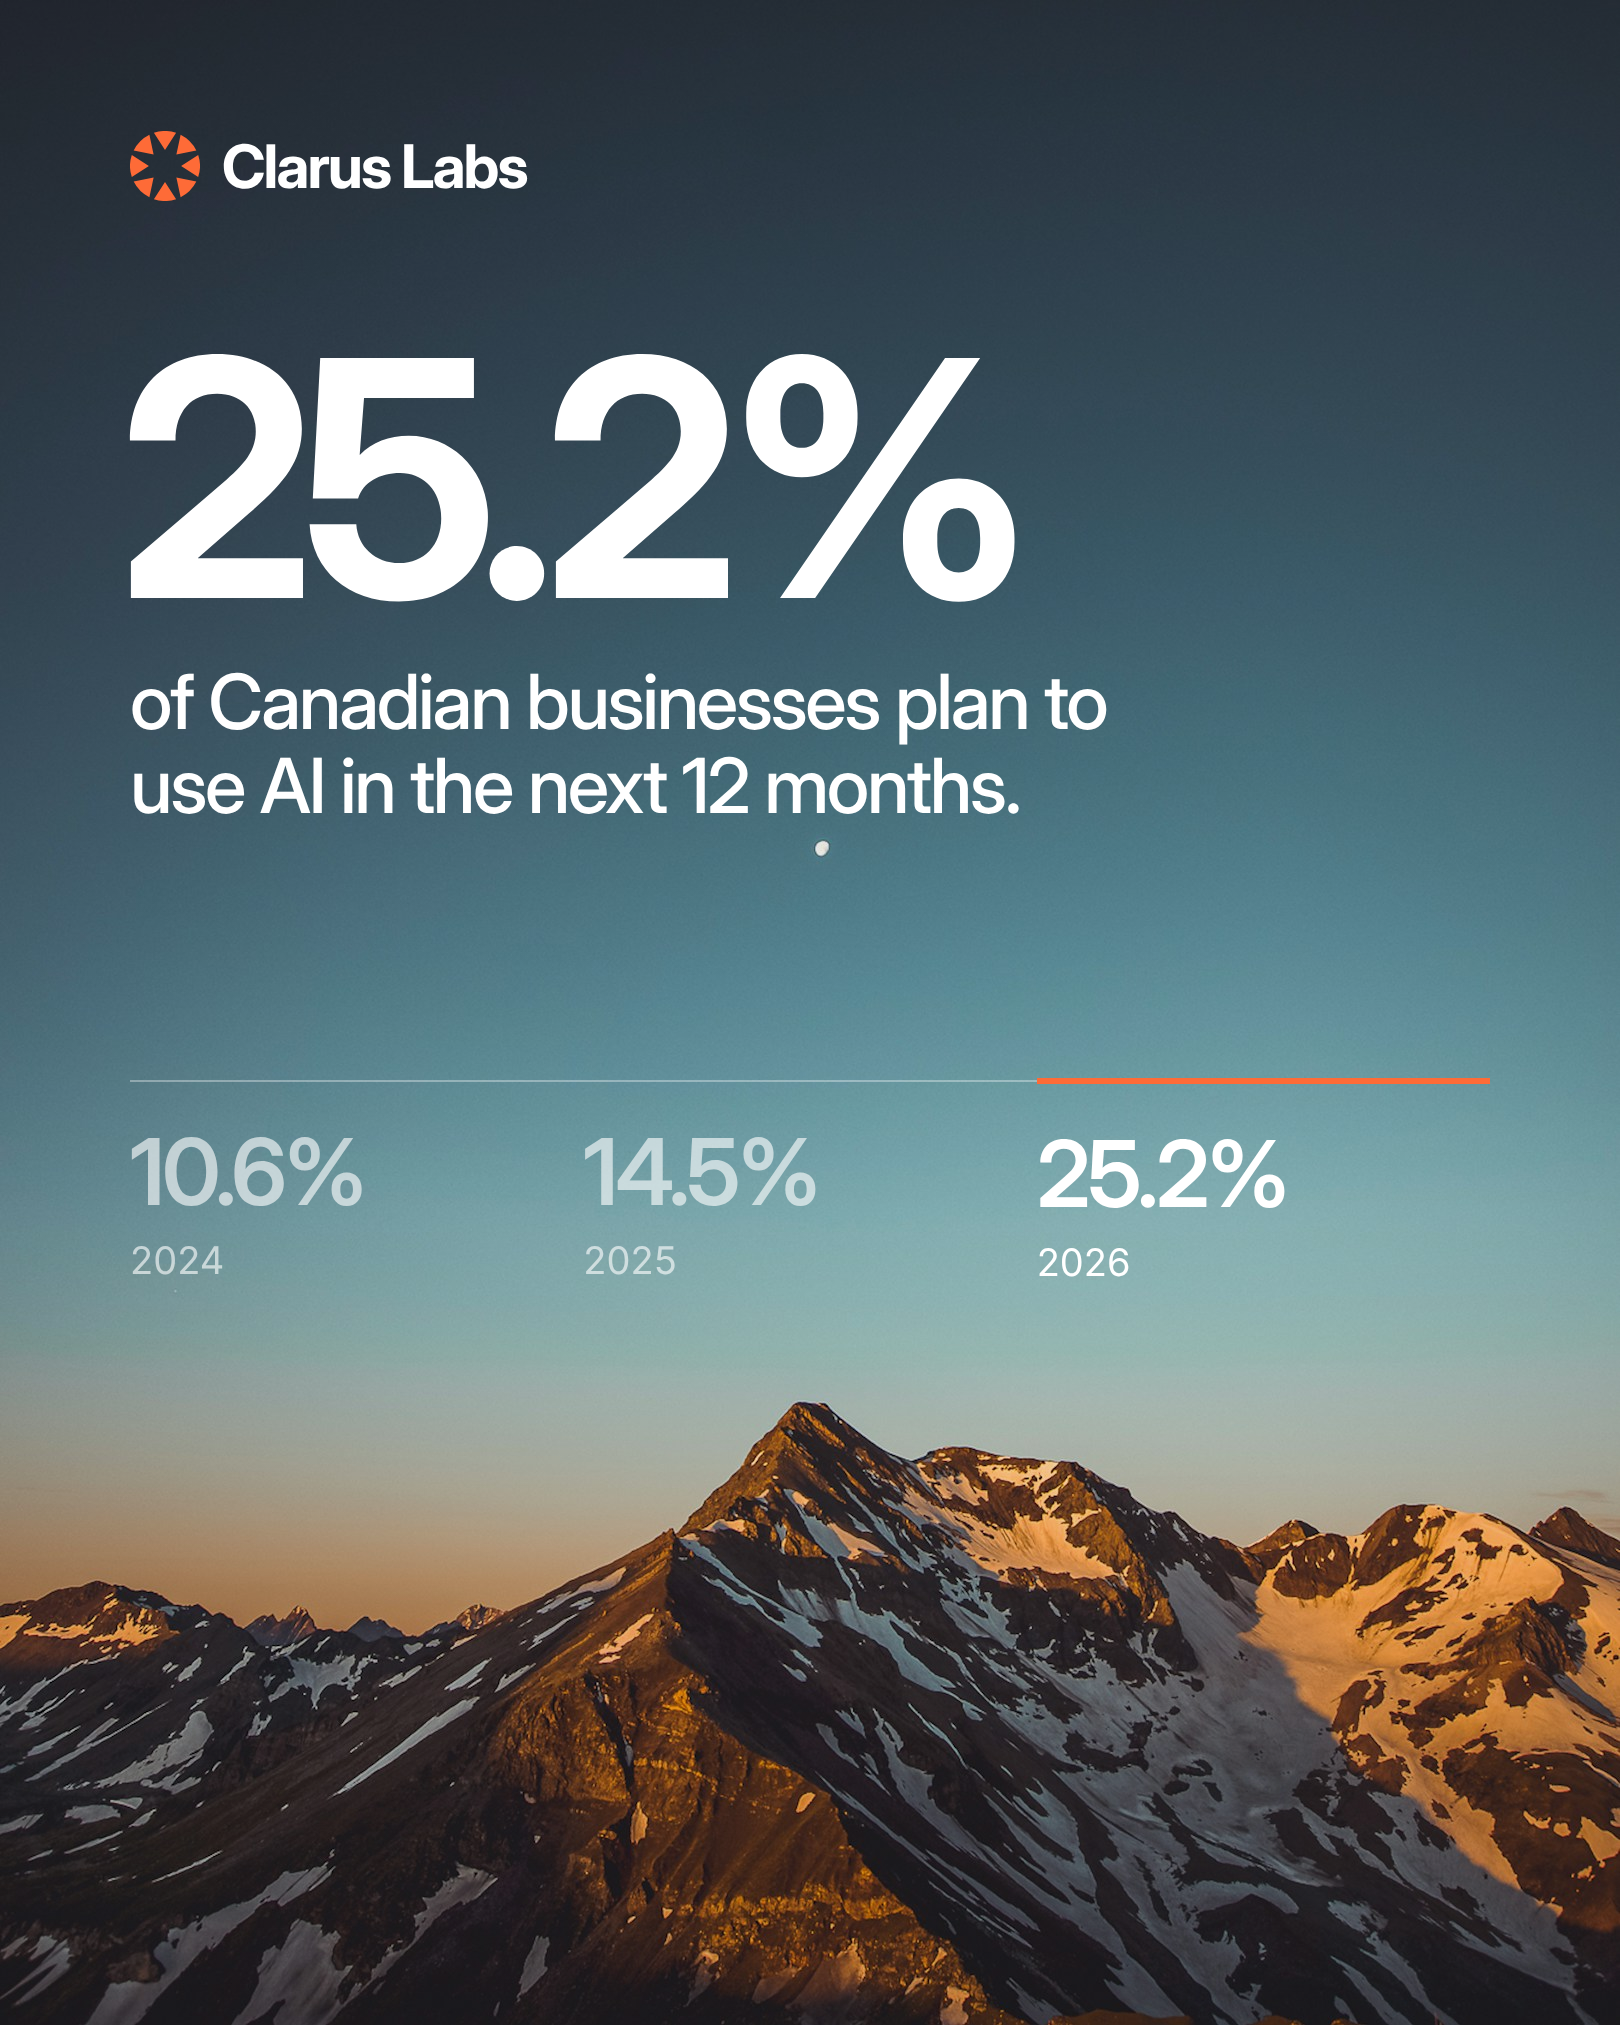 Clarus Labs
25.2%
of Canadian businesses plan to
use AI in the next 12 months.
10.6%
14.5%
25.2%
2024
2025
2026